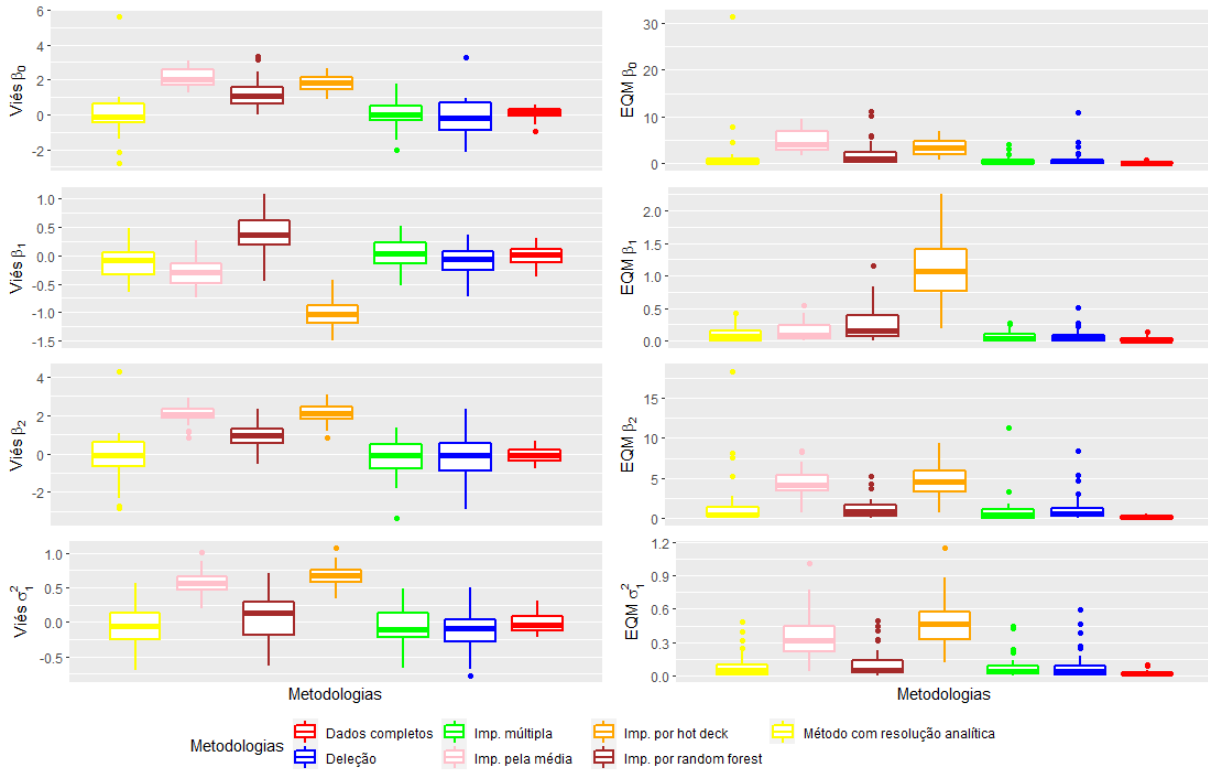 Viés β0
6
4
2
0
-2
EQM β0
30
20
10
0
Viés β1
1.0
0.5
0.0
-0.5
-1.0
-1.5
EQM β1
2.0
1.5
1.0
0.5
0.0
Viés β2
4
2
0
-2
EQM β2
15
10
5
0
Viés σ₁²
1.0
0.5
0.0
-0.5
EQM σ₁²
1.2
0.9
0.6
0.3
0.0
Metodologias
Metodologias
Metodologias
Dados completos
Imp. múltipla
Imp. por hot deck
Método com resolução analítica
Deleção
Imp. pela média
Imp. por random forest